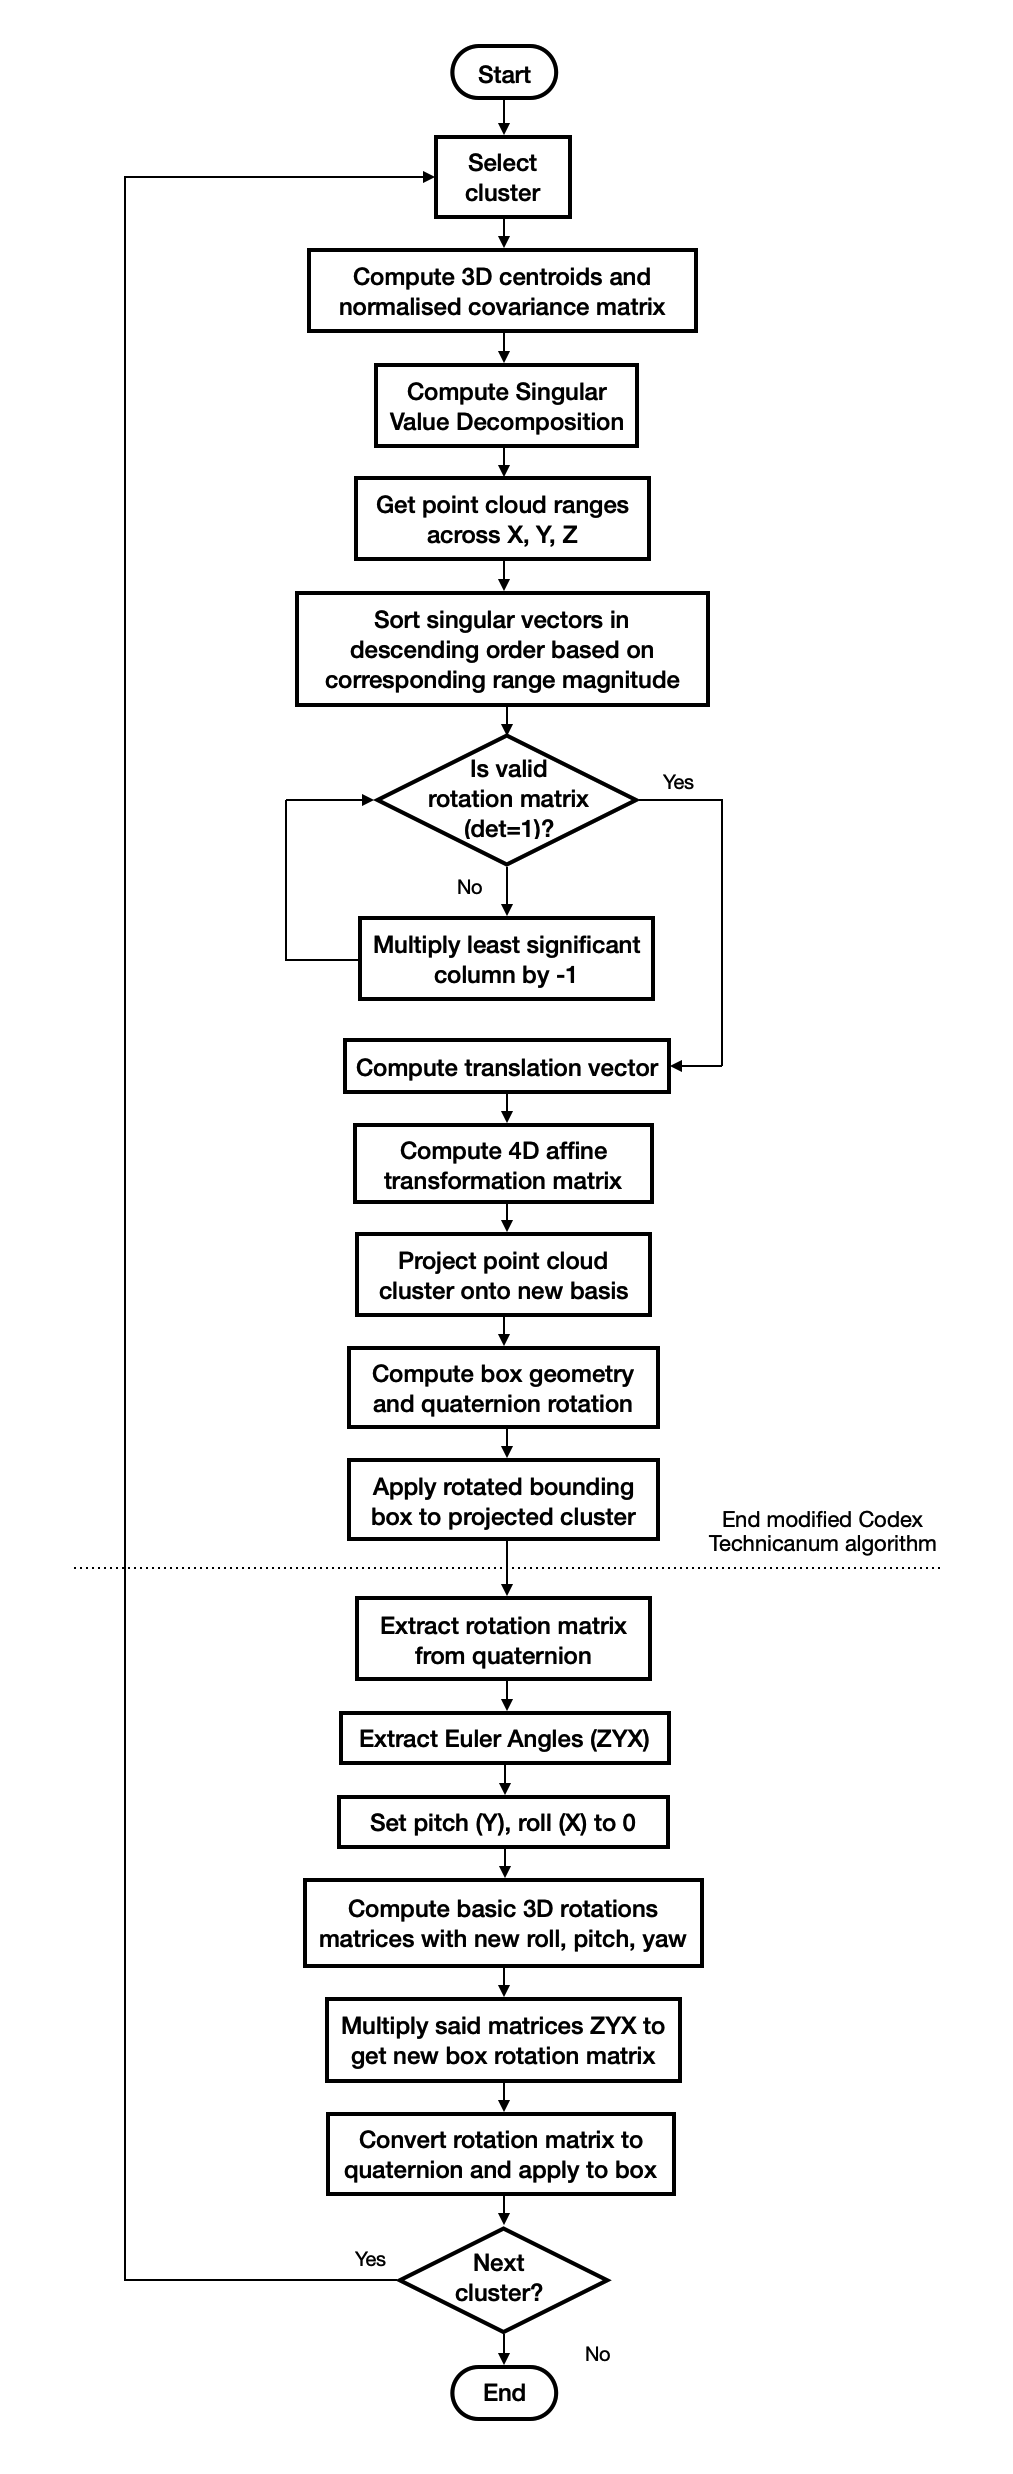 Start
Select
cluster
Compute 3D centroids and
normalised covariance matrix
Compute Singular
Value Decomposition
Get point cloud ranges
across X, Y, Z
Sort singular vectors in
descending order based on
corresponding range magnitude
Is valid
rotation matrix
(det=1)?
Yes
No
Multiply least significant
column by -1
Compute translation vector
Compute 4D affine
transformation matrix
Project point cloud
cluster onto new basis
Compute box geometry
and quaternion rotation
Apply rotated bounding
box to projected cluster
End modified Codex
Technicanum algorithm
Extract rotation matrix
from quaternion
Extract Euler Angles (ZYX)
Set pitch (Y), roll (X) to 0
Compute basic 3D rotations
matrices with new roll, pitch, yaw
Multiply said matrices ZYX to
get new box rotation matrix
Convert rotation matrix to
quaternion and apply to box
Yes
Next
cluster?
No
End